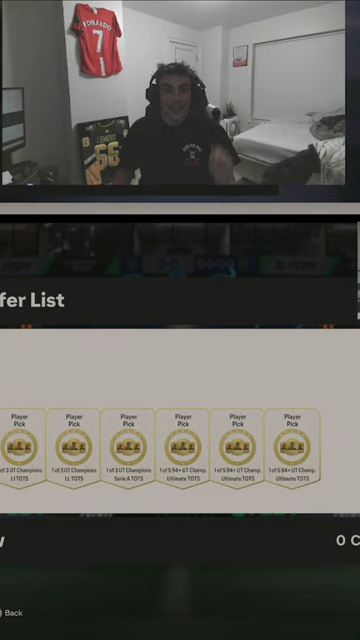 RONALDO
7
LEMIEUX
66
fer List
Player Pick
1 of 3 UT Champions
L1 TOTS
Player Pick
1 of 3 UT Champions
LL TOTS
Player Pick
1 of 3 UT Champions
Serie A TOTS
Player Pick
1 of 5 94+ UT Champ.
Ultimate TOTS
Player Pick
1 of 5 94+ UT Champ.
Ultimate TOTS
Player Pick
1 of 5 94+ UT Champ.
Ultimate TOTS
0 C
Back